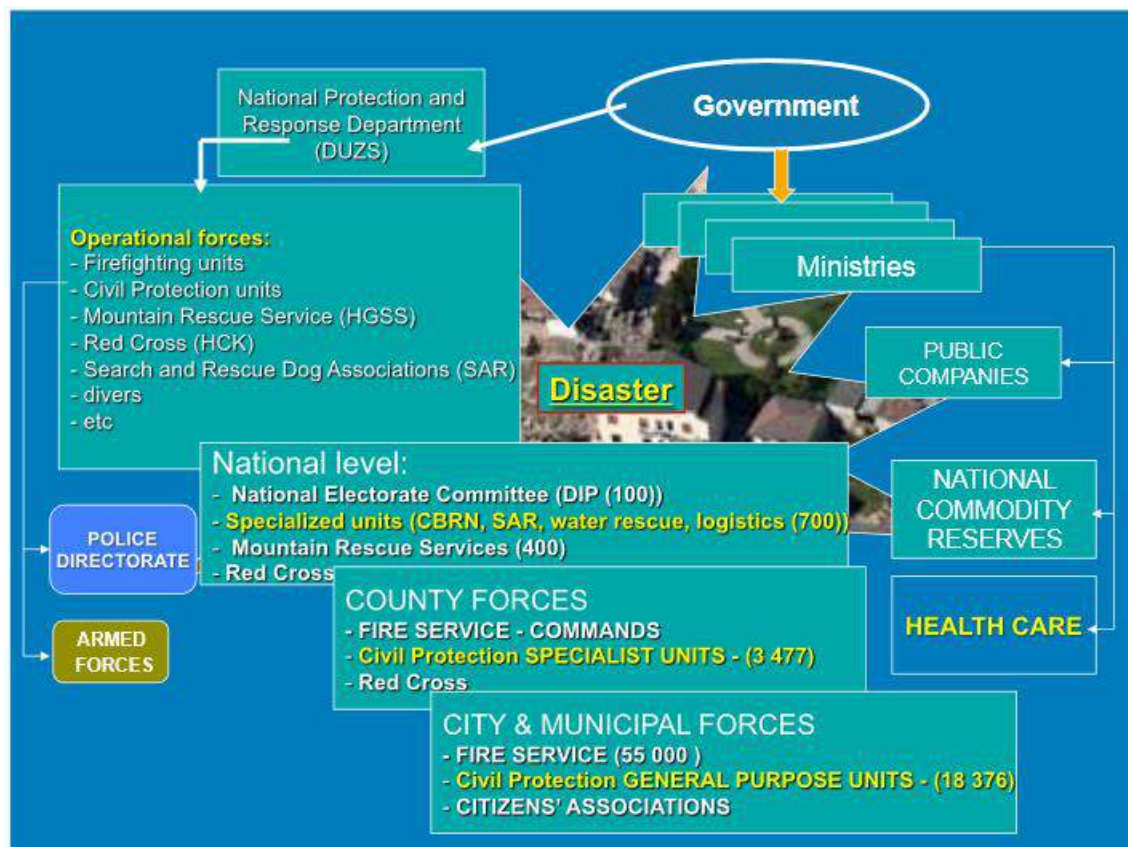 National Protection and
Response Department
(DUZS)
Government
Operational forces:
- Firefighting units
- Civil Protection units
- Mountain Rescue Service (HGSS)
- Red Cross (HCK)
- Search and Rescue Dog Associations (SAR)
- divers
- etc
Ministries
PUBLIC
COMPANIES
Disaster
National level:
- National Electorate Committee (DIP (100))
- Specialized units (CBRN, SAR, water rescue, logistics (700))
- Mountain Rescue Services (400)
- Red Cross
NATIONAL
COMMODITY
RESERVES
POLICE
DIRECTORATE
COUNTY FORCES
- FIRE SERVICE - COMMANDS
- Civil Protection SPECIALIST UNITS - (3 477)
- Red Cross
HEALTH CARE
ARMED
FORCES
CITY & MUNICIPAL FORCES
- FIRE SERVICE (55 000 )
- Civil Protection GENERAL PURPOSE UNITS - (18 376)
- CITIZENS' ASSOCIATIONS